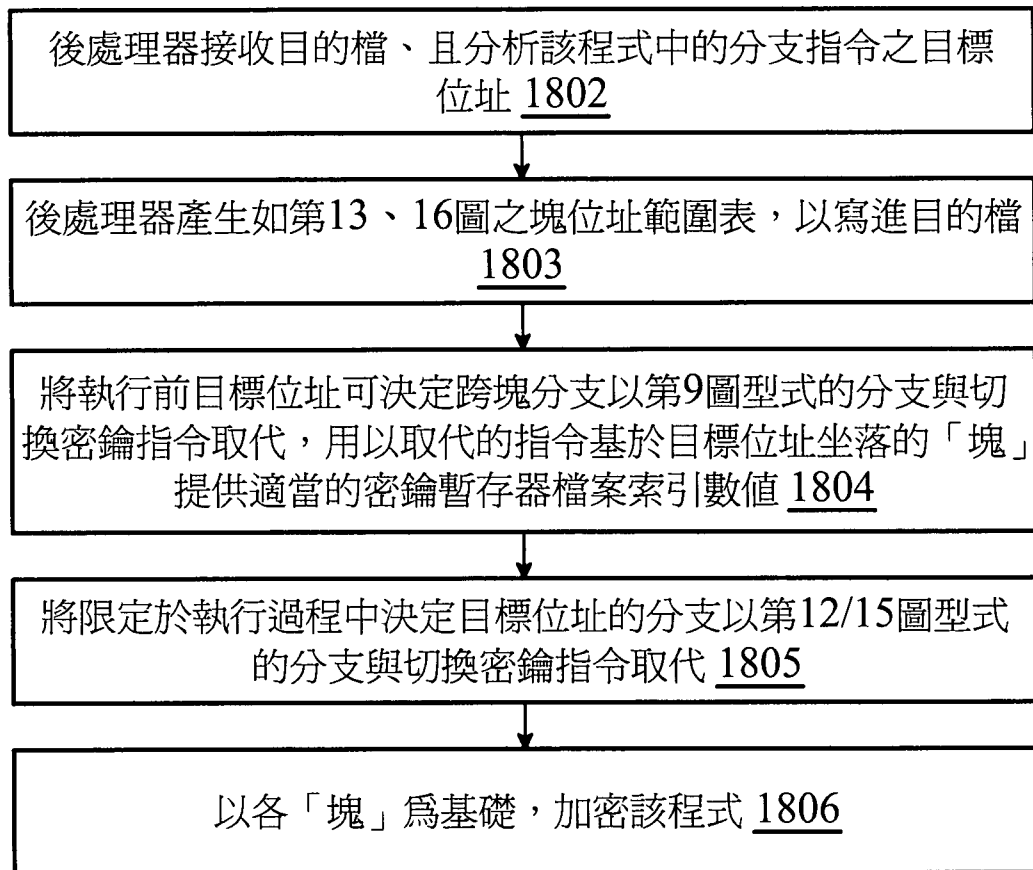 後處理器接收目的檔、且分析該程式中的分支指令之目標
位址 1802
後處理器產生如第13、16圖之塊位址範圍表，以寫進目的檔
1803
將執行前目標位址可決定跨塊分支以第9圖型式的分支與切
換密鑰指令取代，用以取代的指令基於目標位址坐落的「塊」
提供適當的密鑰暫存器檔案索引數值 1804
將限定於執行過程中決定目標位址的分支以第12/15圖型式
的分支與切換密鑰指令取代 1805
以各「塊」爲基礎，加密該程式 1806